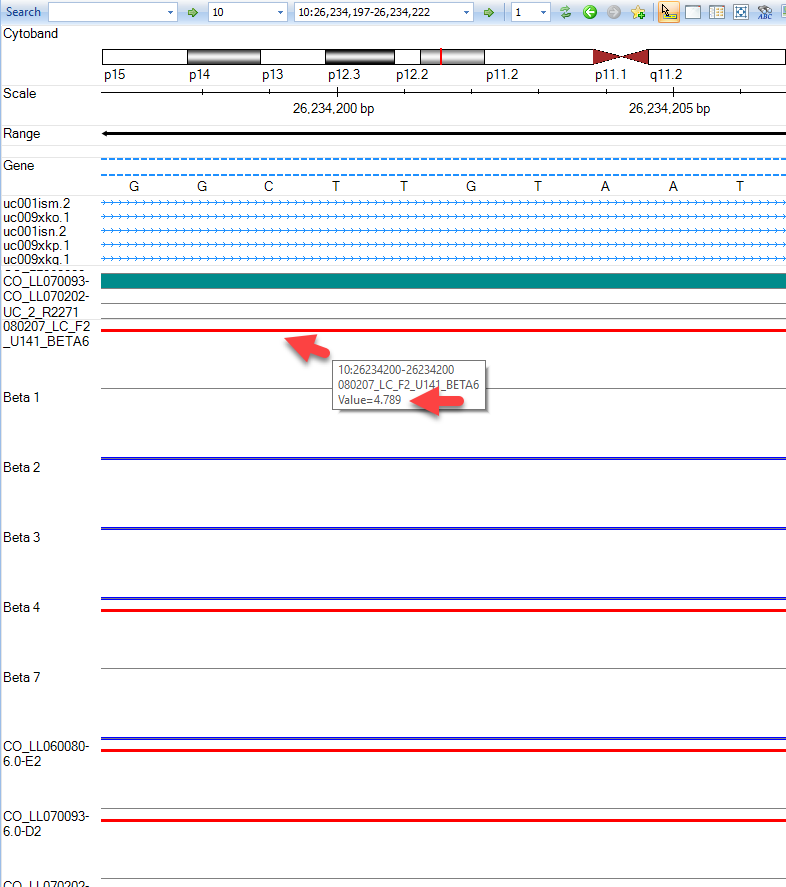 Search 10 10:26,234,197-26,234,222 1 ABC
Cytoband
p15 p14 p13 p12.3 p12.2 p11.2 p11.1 q11.2
Scale
26,234,200 bp 26,234,205 bp
Range
Gene
G G C T T G T A A T
uc001ism.2
uc009xko.1
uc001isn.2
uc009xkp.1
uc009xkq.1
CO_LL070093-
CO_LL070202-
UC_2_R2271
080207_LC_F2
_U141_BETA6
10:26234200-26234200
080207_LC_F2_U141_BETA6
Value=4.789
Beta 1
Beta 2
Beta 3
Beta 4
Beta 7
CO_LL060080-
6.0-E2
CO_LL070093-
6.0-D2
CO_LL070202-